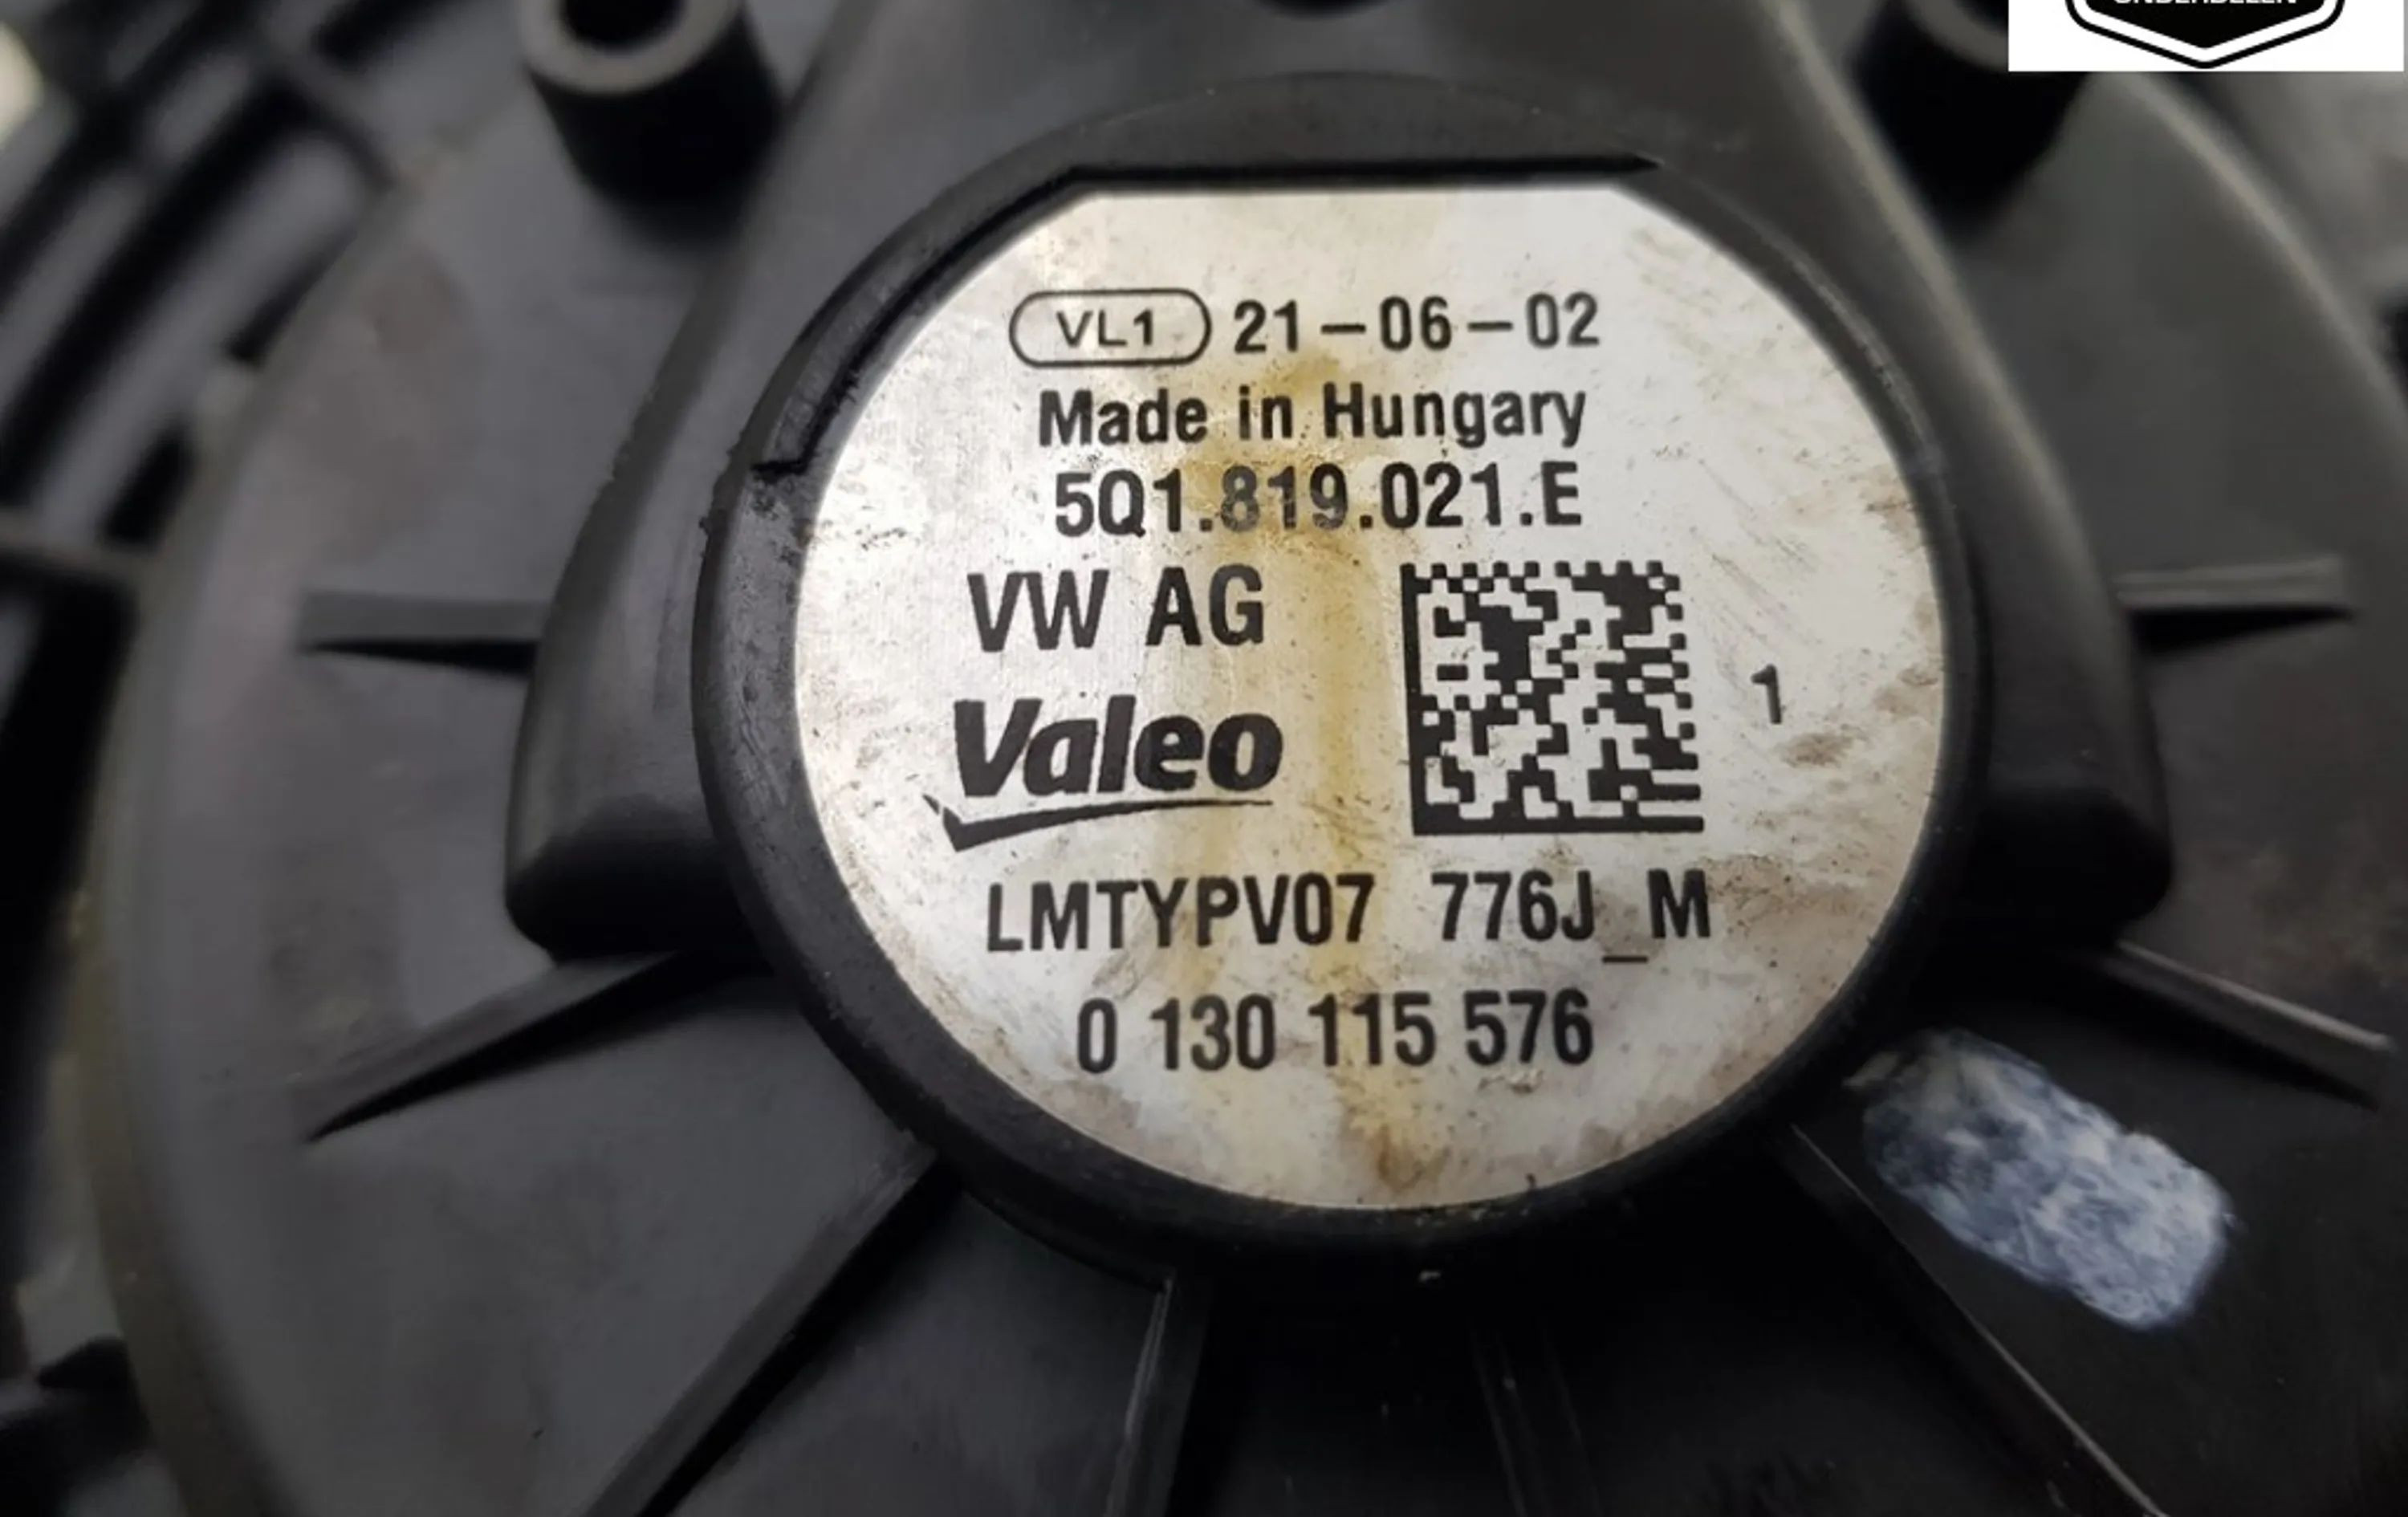 ONDERDELEN
VL1 21-06-02
Made in Hungary
5Q1.819.021.E
VW AG
Valeo
1
LMTYPV07 776J_M
0 130 115 576